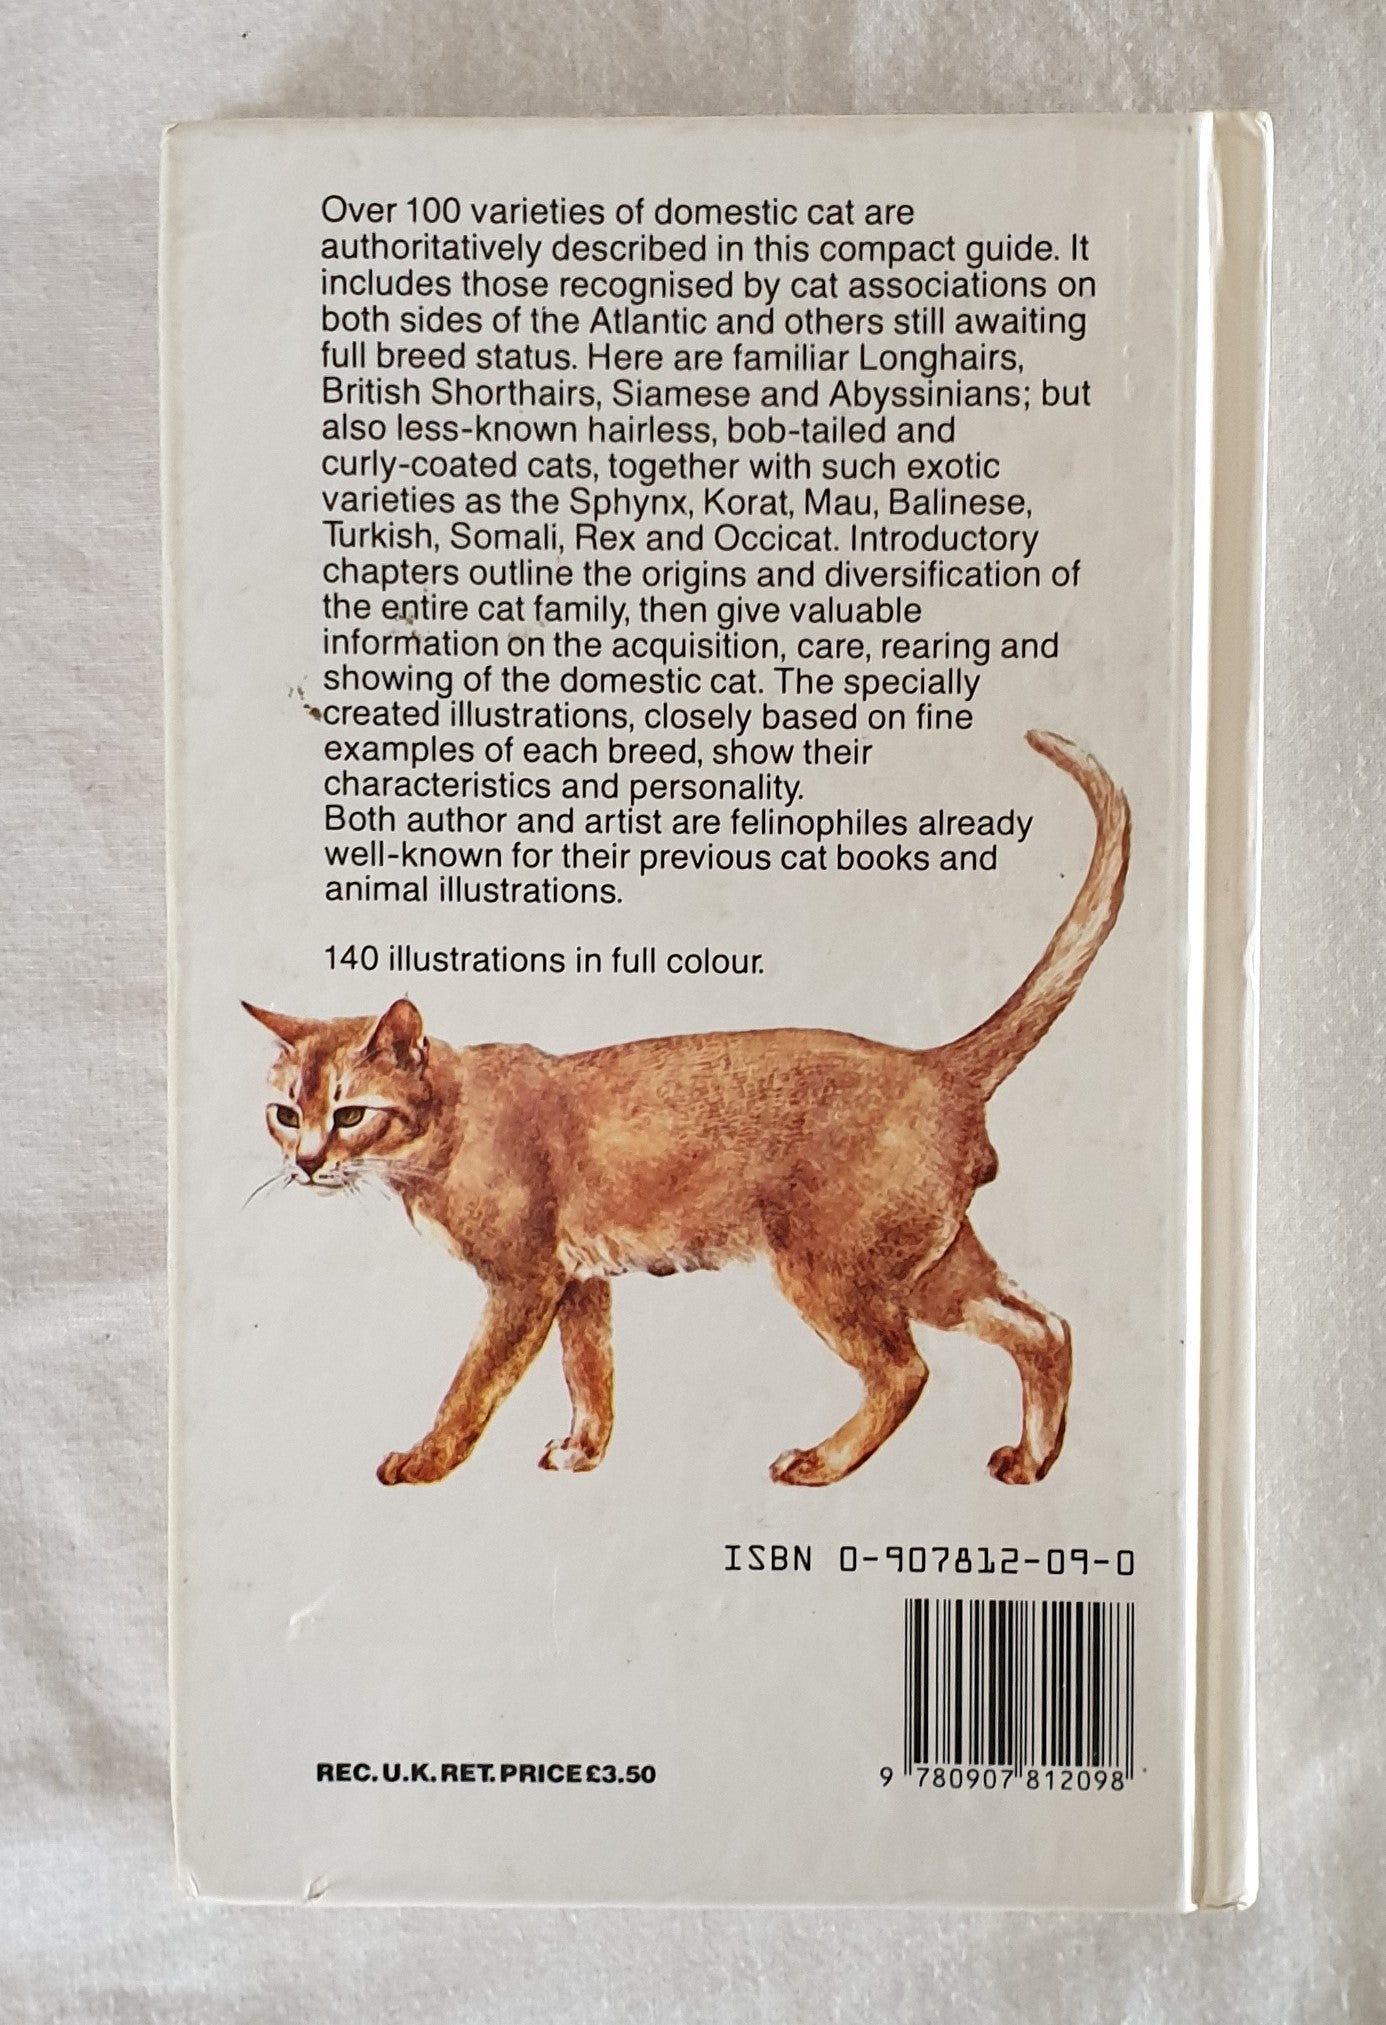 Over 100 varieties of domestic cat are
authoritatively described in this compact guide. It
includes those recognised by cat associations on
both sides of the Atlantic and others still awaiting
full breed status. Here are familiar Longhairs,
British Shorthairs, Siamese and Abyssinians; but
also less-known hairless, bob-tailed and
curly-coated cats, together with such exotic
varieties as the Sphynx, Korat, Mau, Balinese,
Turkish, Somali, Rex and Occicat. Introductory
chapters outline the origins and diversification of
the entire cat family, then give valuable
information on the acquisition, care, rearing and
showing of the domestic cat. The specially
created illustrations, closely based on fine
examples of each breed, show their
characteristics and personality.
Both author and artist are felinophiles already
well-known for their previous cat books and
animal illustrations.
140 illustrations in full colour.
ISBN 0-907812-09-0
REC. U.K. RET. PRICE £3.50
9 780907 812098